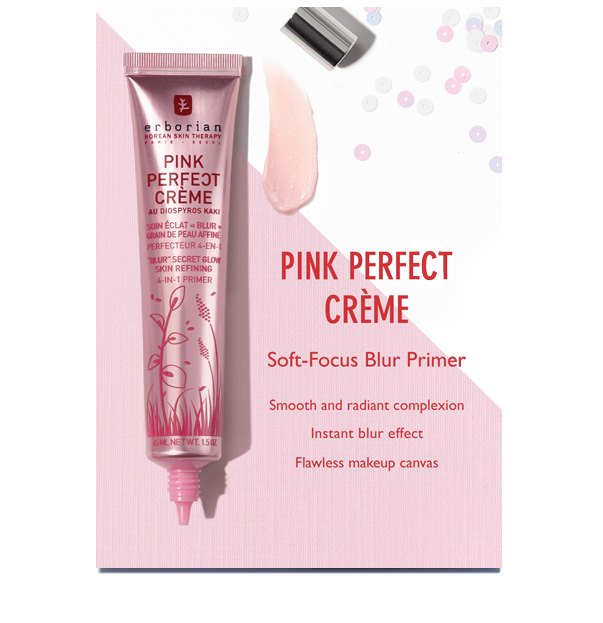 erborian
KOREAN SKIN THERAPY
PARIS - SEOUL
PINK
PERFECT
CRÈME
AU DIOSPYROS KAKI
SOIN ÉCLAT « BLUR »
GRAIN DE PEAU AFFINÉ
PERFECTEUR 4-EN-1
"BLUR" SECRET GLOW
SKIN REFINING
4-IN-1 PRIMER
45 ML NET WT. 1.5 OZ.
PINK PERFECT
CRÈME
Soft-Focus Blur Primer
Smooth and radiant complexion
Instant blur effect
Flawless makeup canvas